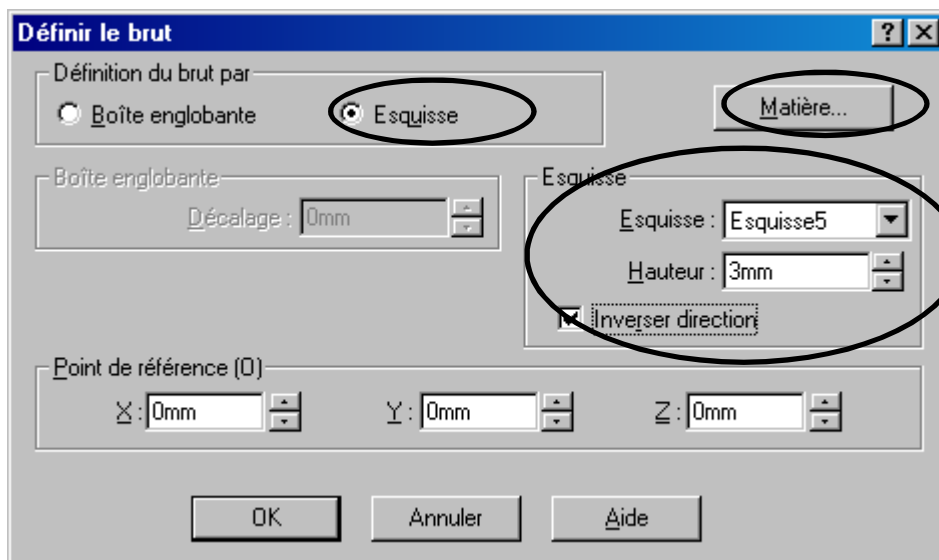 Définir le brut
Définition du brut par
Boîte englobante Esquisse
Matière...
Boîte englobante
Décalage : 0mm
Esquisse
Esquisse : Esquisse5
Hauteur : 3mm
Inverser direction
Point de référence (O)
X : 0mm Y : 0mm Z : 0mm
OK Annuler Aide